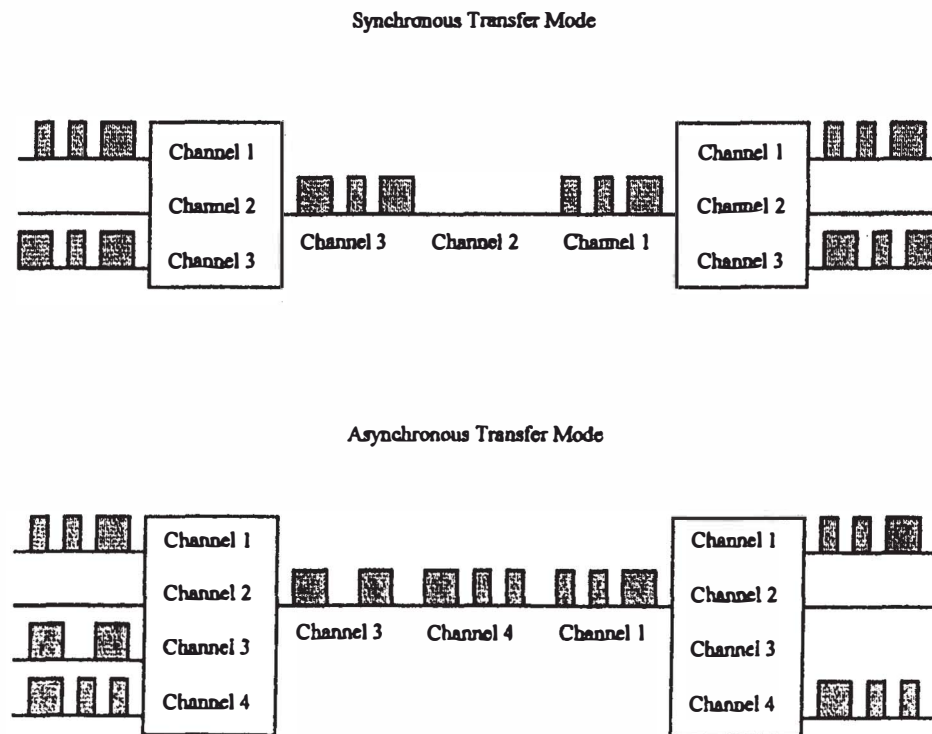 Synchronous Transfer Mode
Channel 1
Channel 2
Channel 3
Channel 3 Channel 2 Channel 1
Channel 1
Channel 2
Channel 3
Asynchronous Transfer Mode
Channel 1
Channel 2
Channel 3
Channel 4
Channel 3 Channel 4 Channel 1
Channel 1
Channel 2
Channel 3
Channel 4